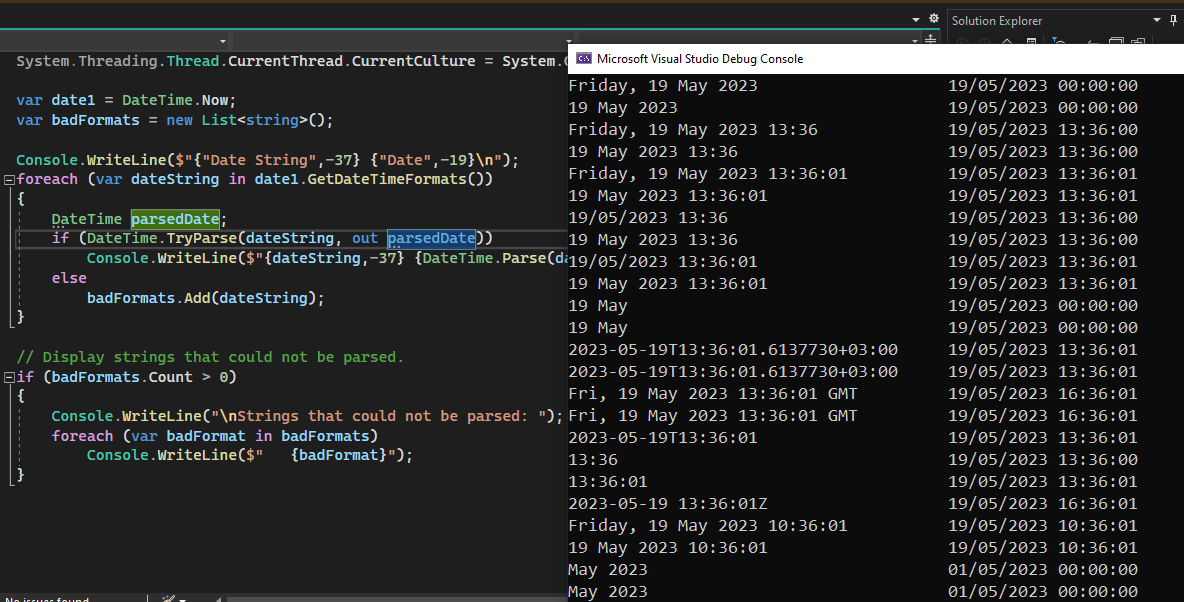 Solution Explorer
System.Threading.Thread.CurrentThread.CurrentCulture = System.
var date1 = DateTime.Now;
var badFormats = new List<string>();
Console.WriteLine($"{"Date String",-37} {"Date",-19}\n");
foreach (var dateString in date1.GetDateTimeFormats())
{
DateTime parsedDate;
if (DateTime.TryParse(dateString, out parsedDate))
Console.WriteLine($"{dateString,-37} {DateTime.Parse(da
else
badFormats.Add(dateString);
}
// Display strings that could not be parsed.
if (badFormats.Count > 0)
{
Console.WriteLine("\nStrings that could not be parsed: ");
foreach (var badFormat in badFormats)
Console.WriteLine($"   {badFormat}");
}
No issues found
Microsoft Visual Studio Debug Console
Friday, 19 May 2023 19/05/2023 00:00:00
19 May 2023 19/05/2023 00:00:00
Friday, 19 May 2023 13:36 19/05/2023 13:36:00
19 May 2023 13:36 19/05/2023 13:36:00
Friday, 19 May 2023 13:36:01 19/05/2023 13:36:01
19 May 2023 13:36:01 19/05/2023 13:36:01
19/05/2023 13:36 19/05/2023 13:36:00
19 May 2023 13:36 19/05/2023 13:36:00
19/05/2023 13:36:01 19/05/2023 13:36:01
19 May 2023 13:36:01 19/05/2023 13:36:01
19 May 19/05/2023 00:00:00
19 May 19/05/2023 00:00:00
2023-05-19T13:36:01.6137730+03:00 19/05/2023 13:36:01
2023-05-19T13:36:01.6137730+03:00 19/05/2023 13:36:01
Fri, 19 May 2023 13:36:01 GMT 19/05/2023 16:36:01
Fri, 19 May 2023 13:36:01 GMT 19/05/2023 16:36:01
2023-05-19T13:36:01 19/05/2023 13:36:01
13:36 19/05/2023 13:36:00
13:36:01 19/05/2023 13:36:01
2023-05-19 13:36:01Z 19/05/2023 16:36:01
Friday, 19 May 2023 10:36:01 19/05/2023 10:36:01
19 May 2023 10:36:01 19/05/2023 10:36:01
May 2023 01/05/2023 00:00:00
May 2023 01/05/2023 00:00:00